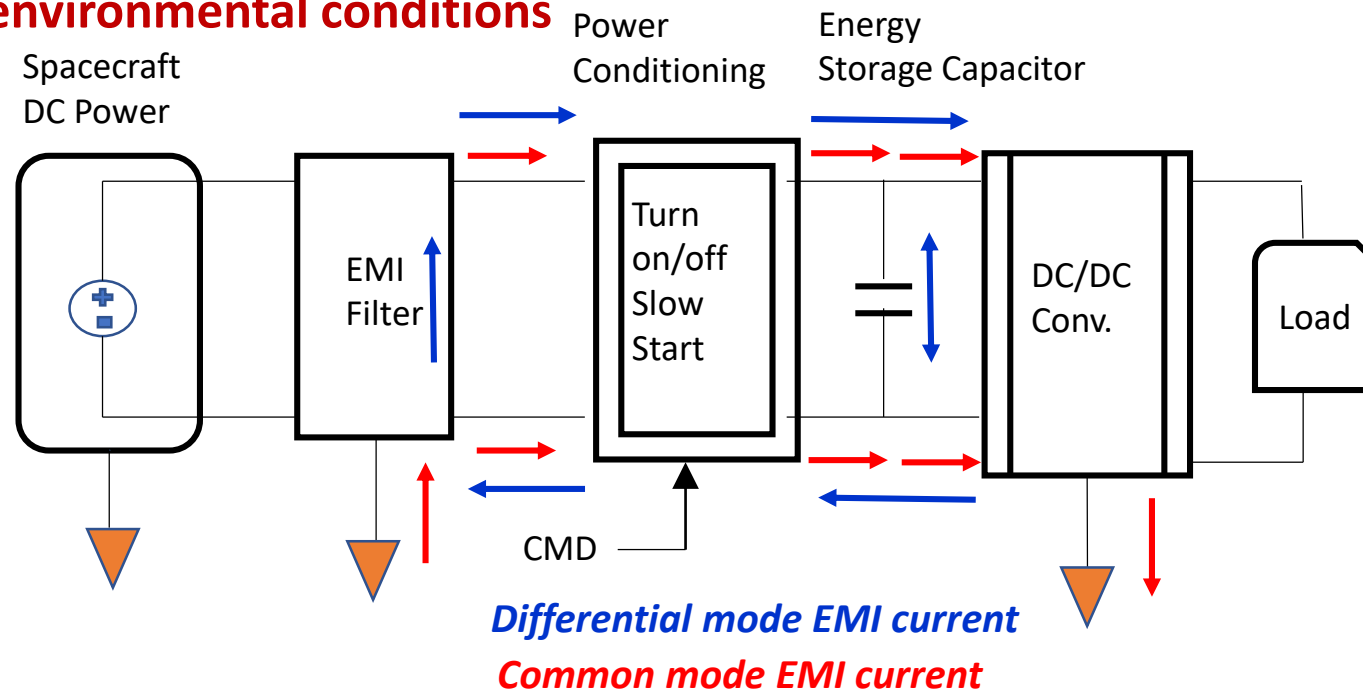 environmental conditions
Spacecraft
DC Power
Power
Conditioning
Energy
Storage Capacitor
EMI
Filter
Turn
on/off
Slow
Start
DC/DC
Conv.
Load
CMD
Differential mode EMI current
Common mode EMI current